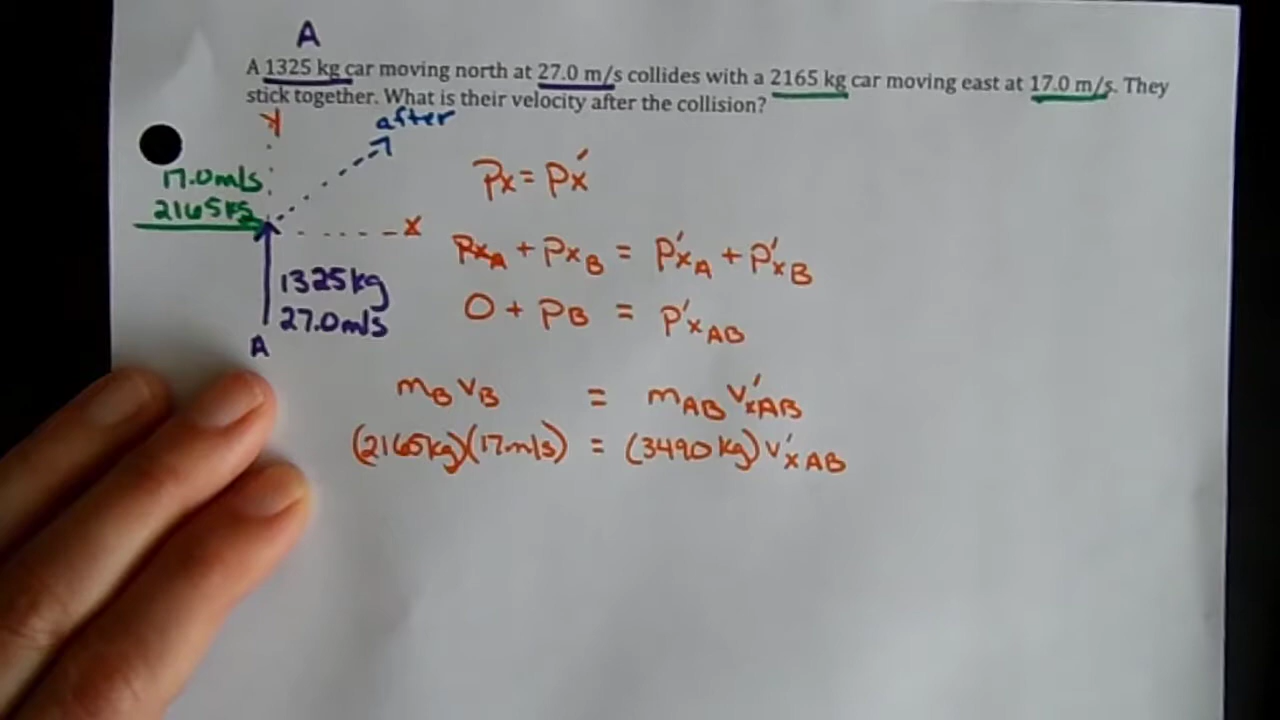 A
A 1325 kg car moving north at 27.0 m/s collides with a 2165 kg car moving east at 17.0 m/s. They
stick together. What is their velocity after the collision?
Y
after
17.0m/s
2165kg
x
1325kg
27.0m/s
A
Px = Px'
PxA + PxB = P'xA + P'xB
0 + PB = P'xAB
mBvB = mABv'xAB
(2165kg)(17m/s) = (3490kg)v'xAB